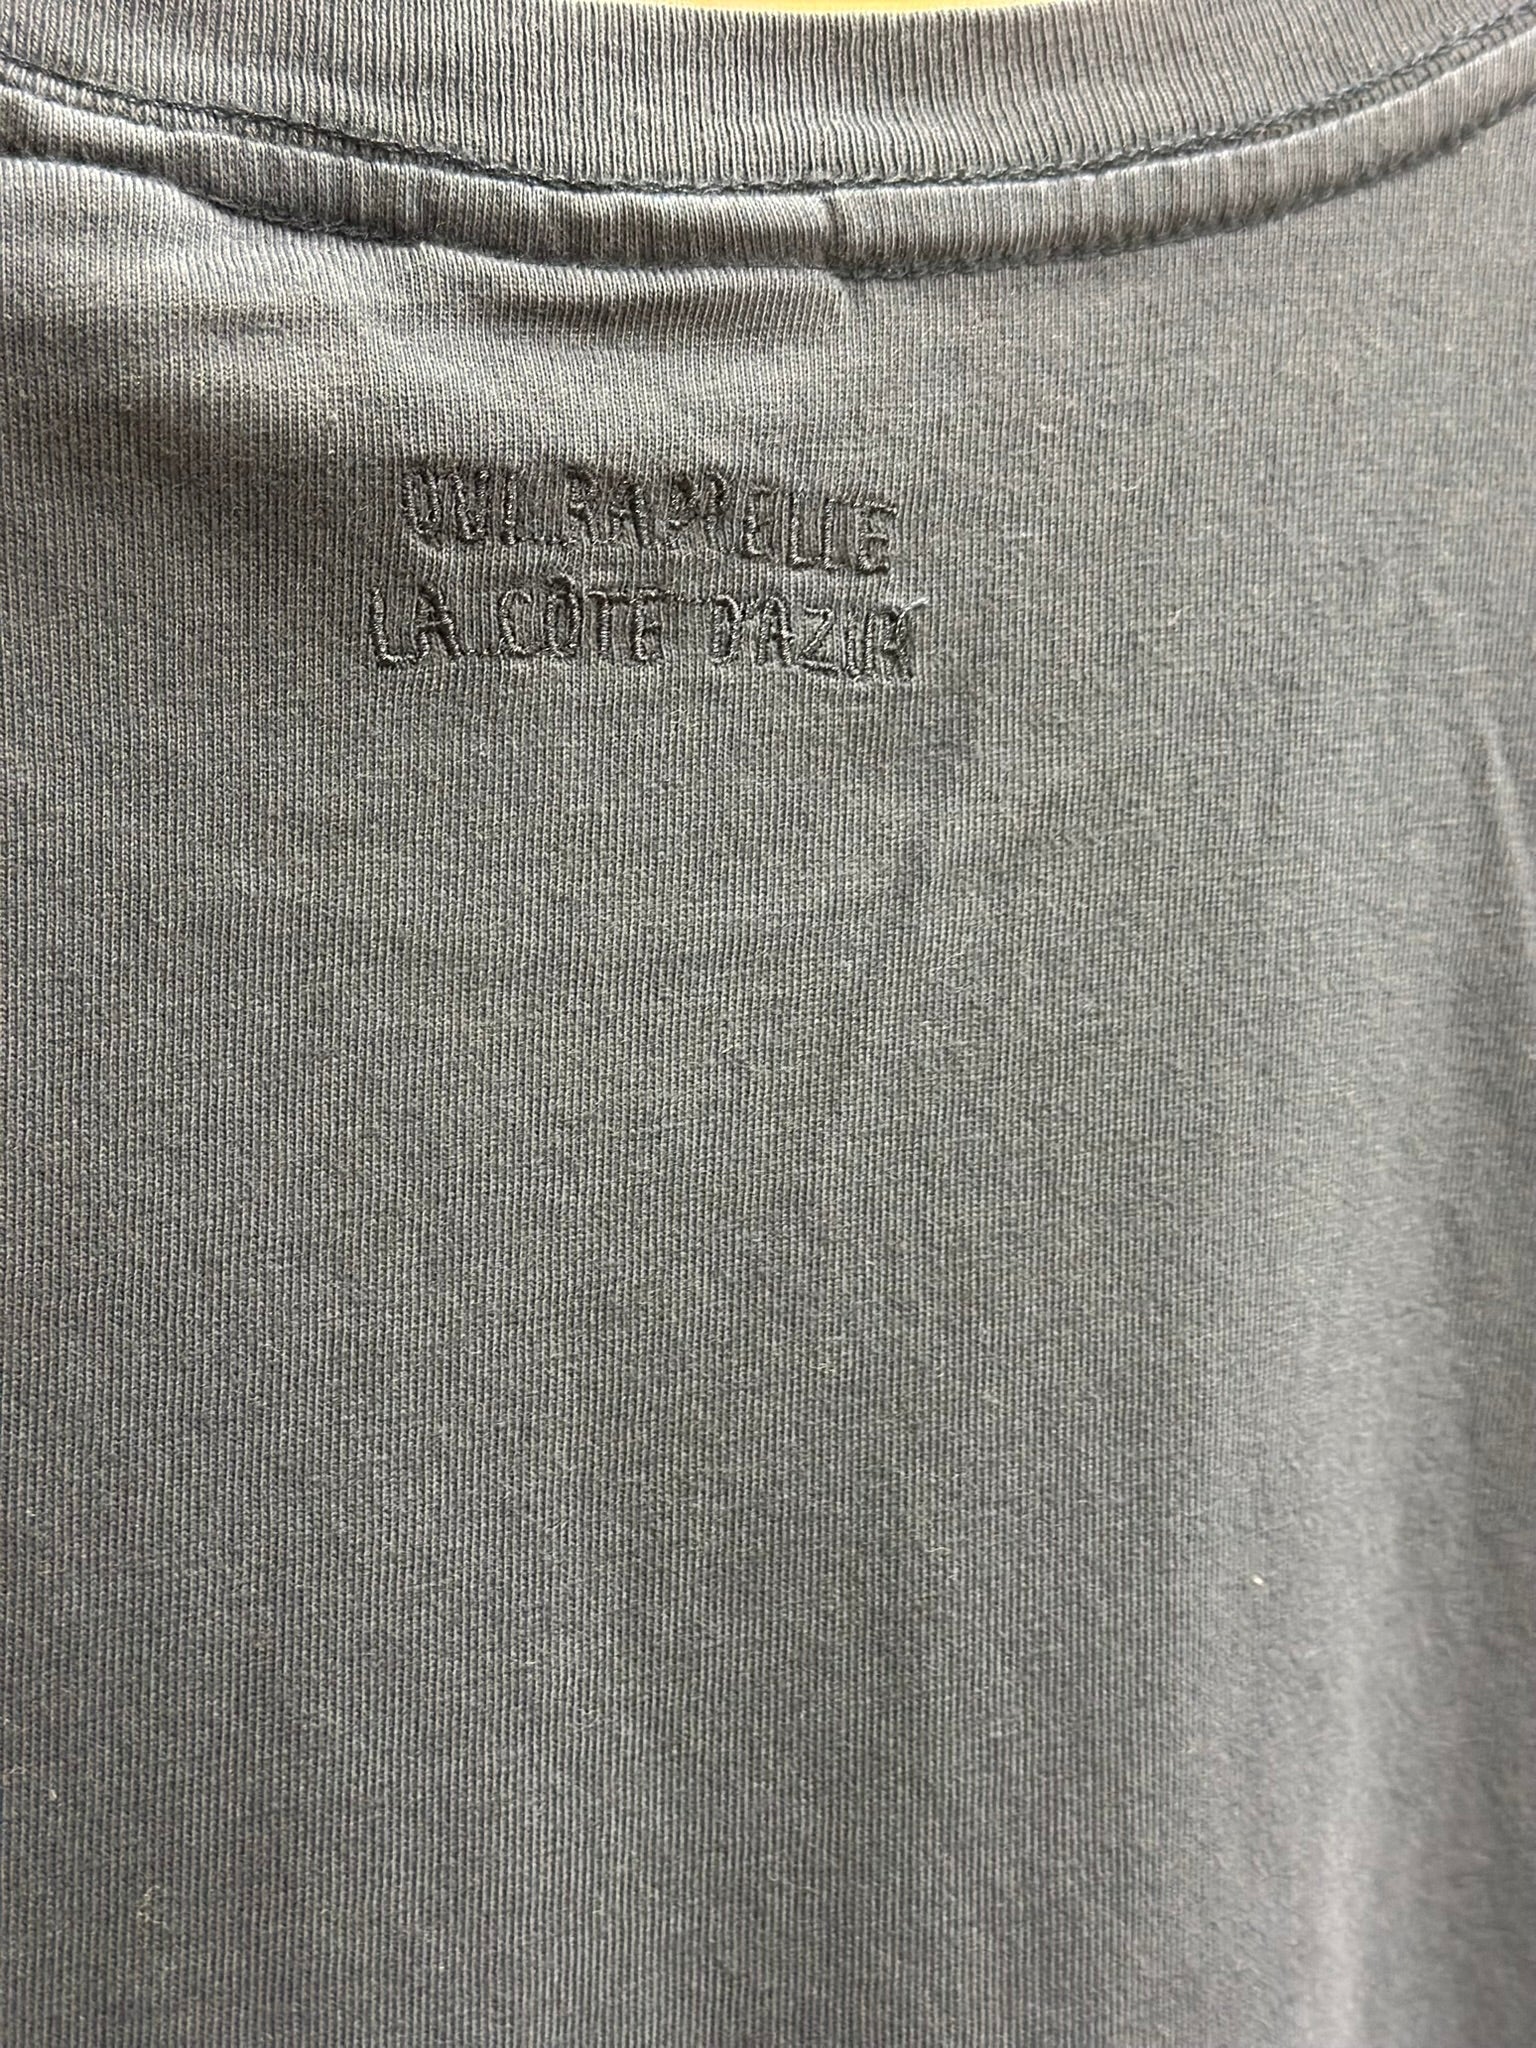 QUI RAPPELLE
LA CÔTE D'AZUR